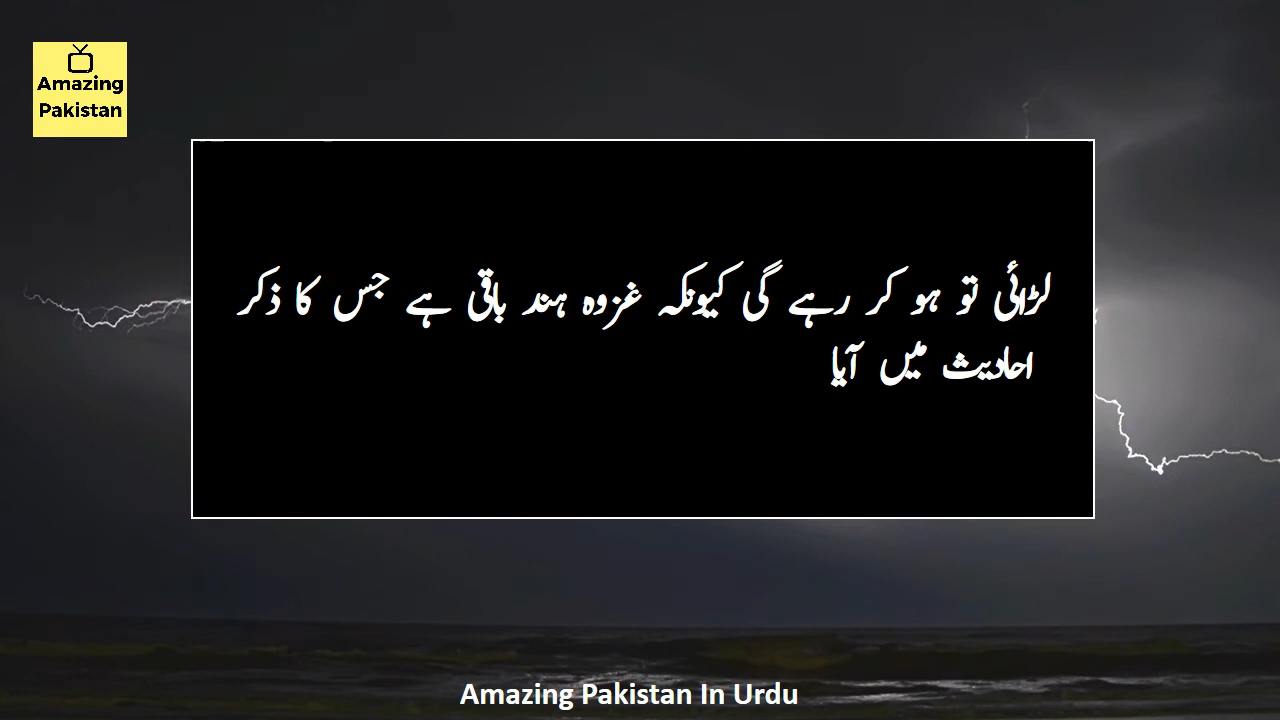 Amazing
Pakistan
لڑائی تو ہو کر رہے گی کیونکہ غزوہ ہند باقی ہے جس کا ذکر
احادیث میں آیا
Amazing Pakistan In Urdu